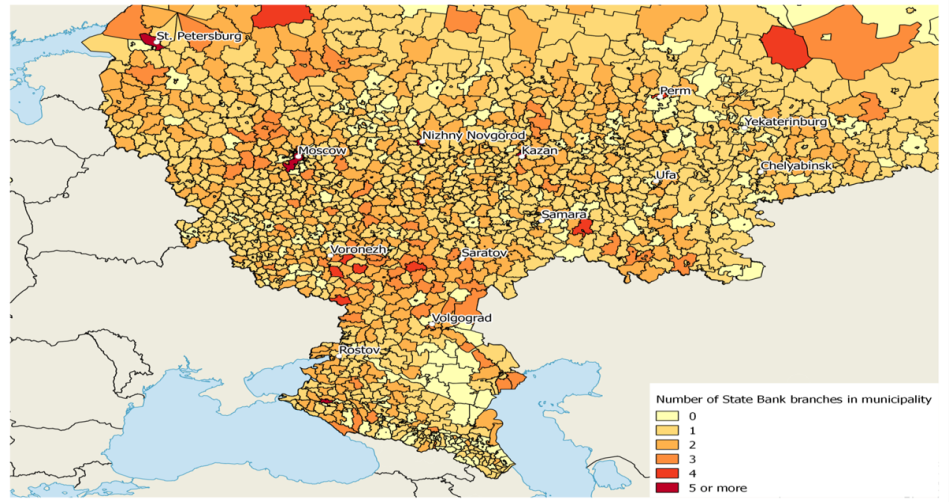 St. Petersburg
Perm
Yekaterinburg
Nizhny Novgorod
Moscow
Kazan
Chelyabinsk
Ufa
Samara
Voronezh
Saratov
Volgograd
Rostov
Number of State Bank branches in municipality
0
1
2
3
4
5 or more